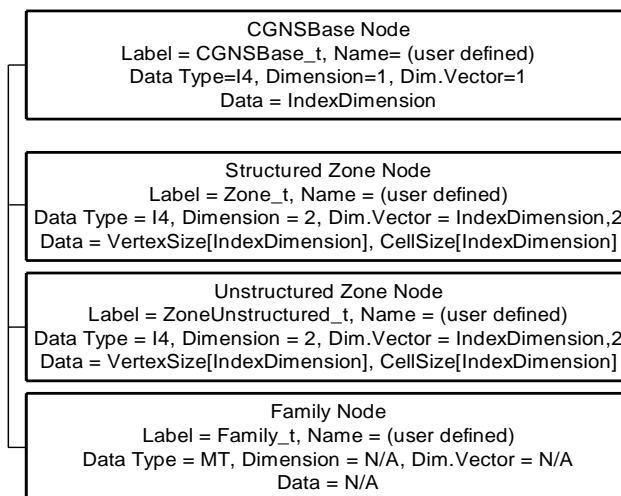 CGNSBase Node
Label = CGNSBase_t, Name= (user defined)
Data Type=I4, Dimension=1, Dim.Vector=1
Data = IndexDimension
Structured Zone Node
Label = Zone_t, Name = (user defined)
Data Type = I4, Dimension = 2, Dim.Vector = IndexDimension,2
Data = VertexSize[IndexDimension], CellSize[IndexDimension]
Unstructured Zone Node
Label = ZoneUnstructured_t, Name = (user defined)
Data Type = I4, Dimension = 2, Dim.Vector = IndexDimension,2
Data = VertexSize[IndexDimension], CellSize[IndexDimension]
Family Node
Label = Family_t, Name = (user defined)
Data Type = MT, Dimension = N/A, Dim.Vector = N/A
Data = N/A